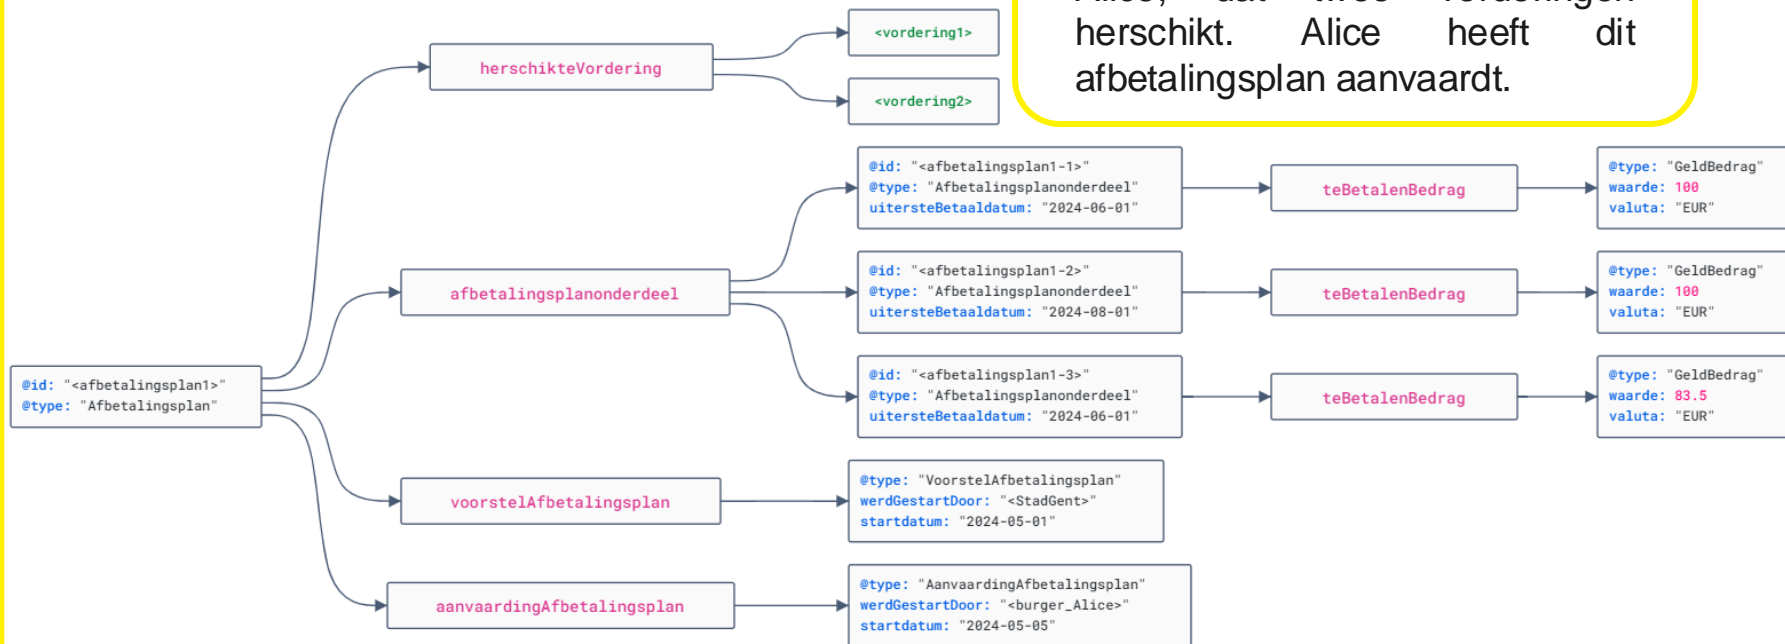 Alice, dat twee vorderingen
herschikt. Alice heeft dit
afbetalingsplan aanvaardt.
<vordering1>
herschikteVordering
<vordering2>
@id: "<afbetalingsplan1-1>"
@type: "Afbetalingsplanonderdeel"
uitersteBetaaldatum: "2024-06-01"
teBetalenBedrag
@type: "GeldBedrag"
waarde: 100
valuta: "EUR"
afbetalingsplanonderdeel
@id: "<afbetalingsplan1-2>"
@type: "Afbetalingsplanonderdeel"
uitersteBetaaldatum: "2024-08-01"
teBetalenBedrag
@type: "GeldBedrag"
waarde: 100
valuta: "EUR"
@id: "<afbetalingsplan1>"
@type: "Afbetalingsplan"
@id: "<afbetalingsplan1-3>"
@type: "Afbetalingsplanonderdeel"
uitersteBetaaldatum: "2024-06-01"
teBetalenBedrag
@type: "GeldBedrag"
waarde: 83.5
valuta: "EUR"
voorstelAfbetalingsplan
@type: "VoorstelAfbetalingsplan"
werdGestartDoor: "<StadGent>"
startdatum: "2024-05-01"
aanvaardingAfbetalingsplan
@type: "AanvaardingAfbetalingsplan"
werdGestartDoor: "<burger_Alice>"
startdatum: "2024-05-05"